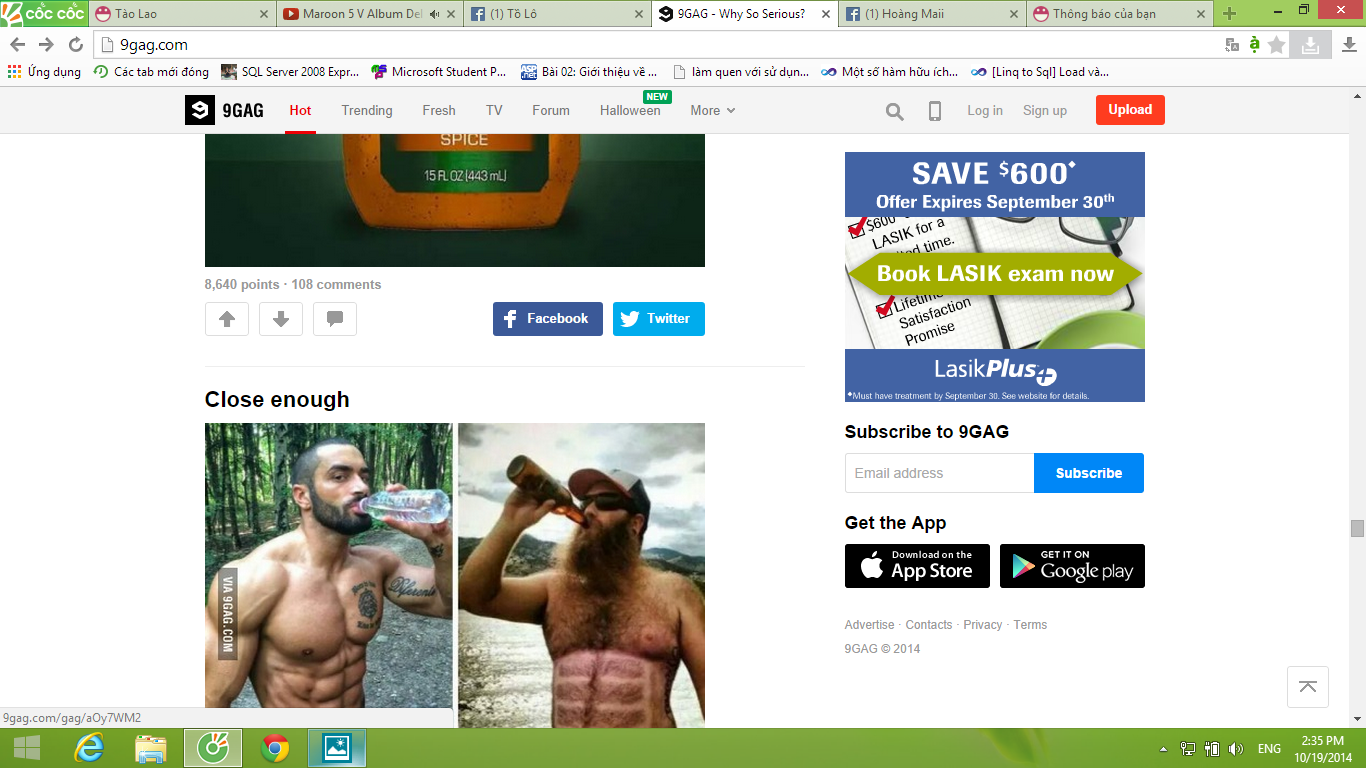 cốc cốc
Tào Lao
Maroon 5 V Album Del
(1) Tồ Lô
9GAG - Why So Serious?
(1) Hoàng Maii
Thông báo của bạn
9gag.com
Ứng dụng
Các tab mới đóng
SQL Server 2008 Expr...
Microsoft Student P...
Bài 02: Giới thiệu về ...
làm quen với sử dụn...
Một số hàm hữu ích...
[Linq to Sql] Load và...
9GAG
Hot
Trending
Fresh
TV
Forum
Halloween
NEW
More
Log in
Sign up
Upload
SPICE
15 FL OZ (443 mL)
8,640 points · 108 comments
Facebook
Twitter
Close enough
VIA 9GAG.COM
SAVE $600♦
Offer Expires September 30th
$600
LASIK for a
ted time.
Book LASIK exam now
Lifetime
Satisfaction
Promise
LasikPlus+
♦Must have treatment by September 30. See website for details.
Subscribe to 9GAG
Email address
Subscribe
Get the App
Download on the
App Store
GET IT ON
Google play
Advertise · Contacts · Privacy · Terms
9GAG © 2014
9gag.com/gag/aOy7WM2
ENG
2:35 PM
10/19/2014